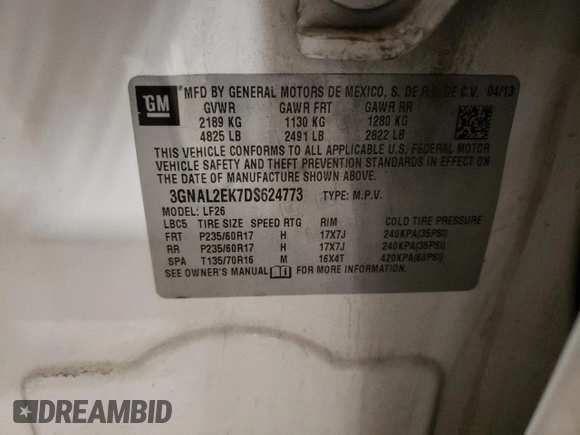 GM
MFD BY GENERAL MOTORS DE MEXICO, S. DE R.L. DE C.V. 04/13
GVWR GAWR FRT GAWR RR
2189 KG 1130 KG 1280 KG
4825 LB 2491 LB 2822 LB
THIS VEHICLE CONFORMS TO ALL APPLICABLE U.S. FEDERAL MOTOR
VEHICLE SAFETY AND THEFT PREVENTION STANDARDS IN EFFECT ON
THE DATE OF MANUFACTURE SHOWN ABOVE.
3GNAL2EK7DS624773 TYPE: M.P.V.
MODEL: LF26
LBC5 TIRE SIZE SPEED RTG RIM COLD TIRE PRESSURE
FRT P235/60R17 H 17X7J 240KPA(35PSI)
RR P235/60R17 H 17X7J 240KPA(35PSI)
SPA T135/70R16 M 16X4T 420KPA(60PSI)
SEE OWNER'S MANUAL FOR MORE INFORMATION
DREAMBID